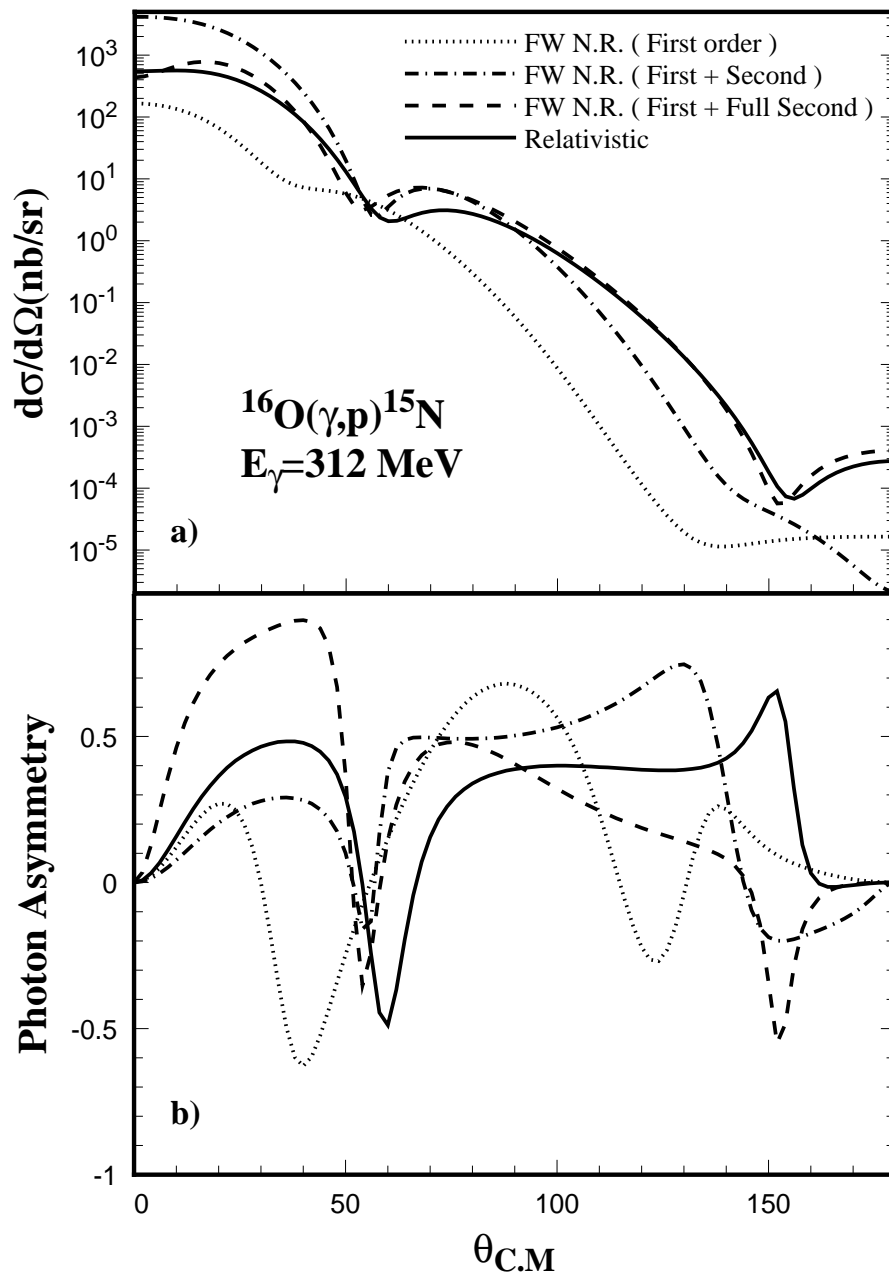 FW N.R. ( First order )
FW N.R. ( First + Second )
FW N.R. ( First + Full Second )
Relativistic
10³
10²
10¹
10⁰
10⁻¹
10⁻²
10⁻³
10⁻⁴
10⁻⁵
dσ/dΩ(nb/sr)
¹⁶O(γ,p)¹⁵N
Eγ=312 MeV
a)
0.5
0
-0.5
-1
Photon Asymmetry
b)
0 50 100 150
θC.M